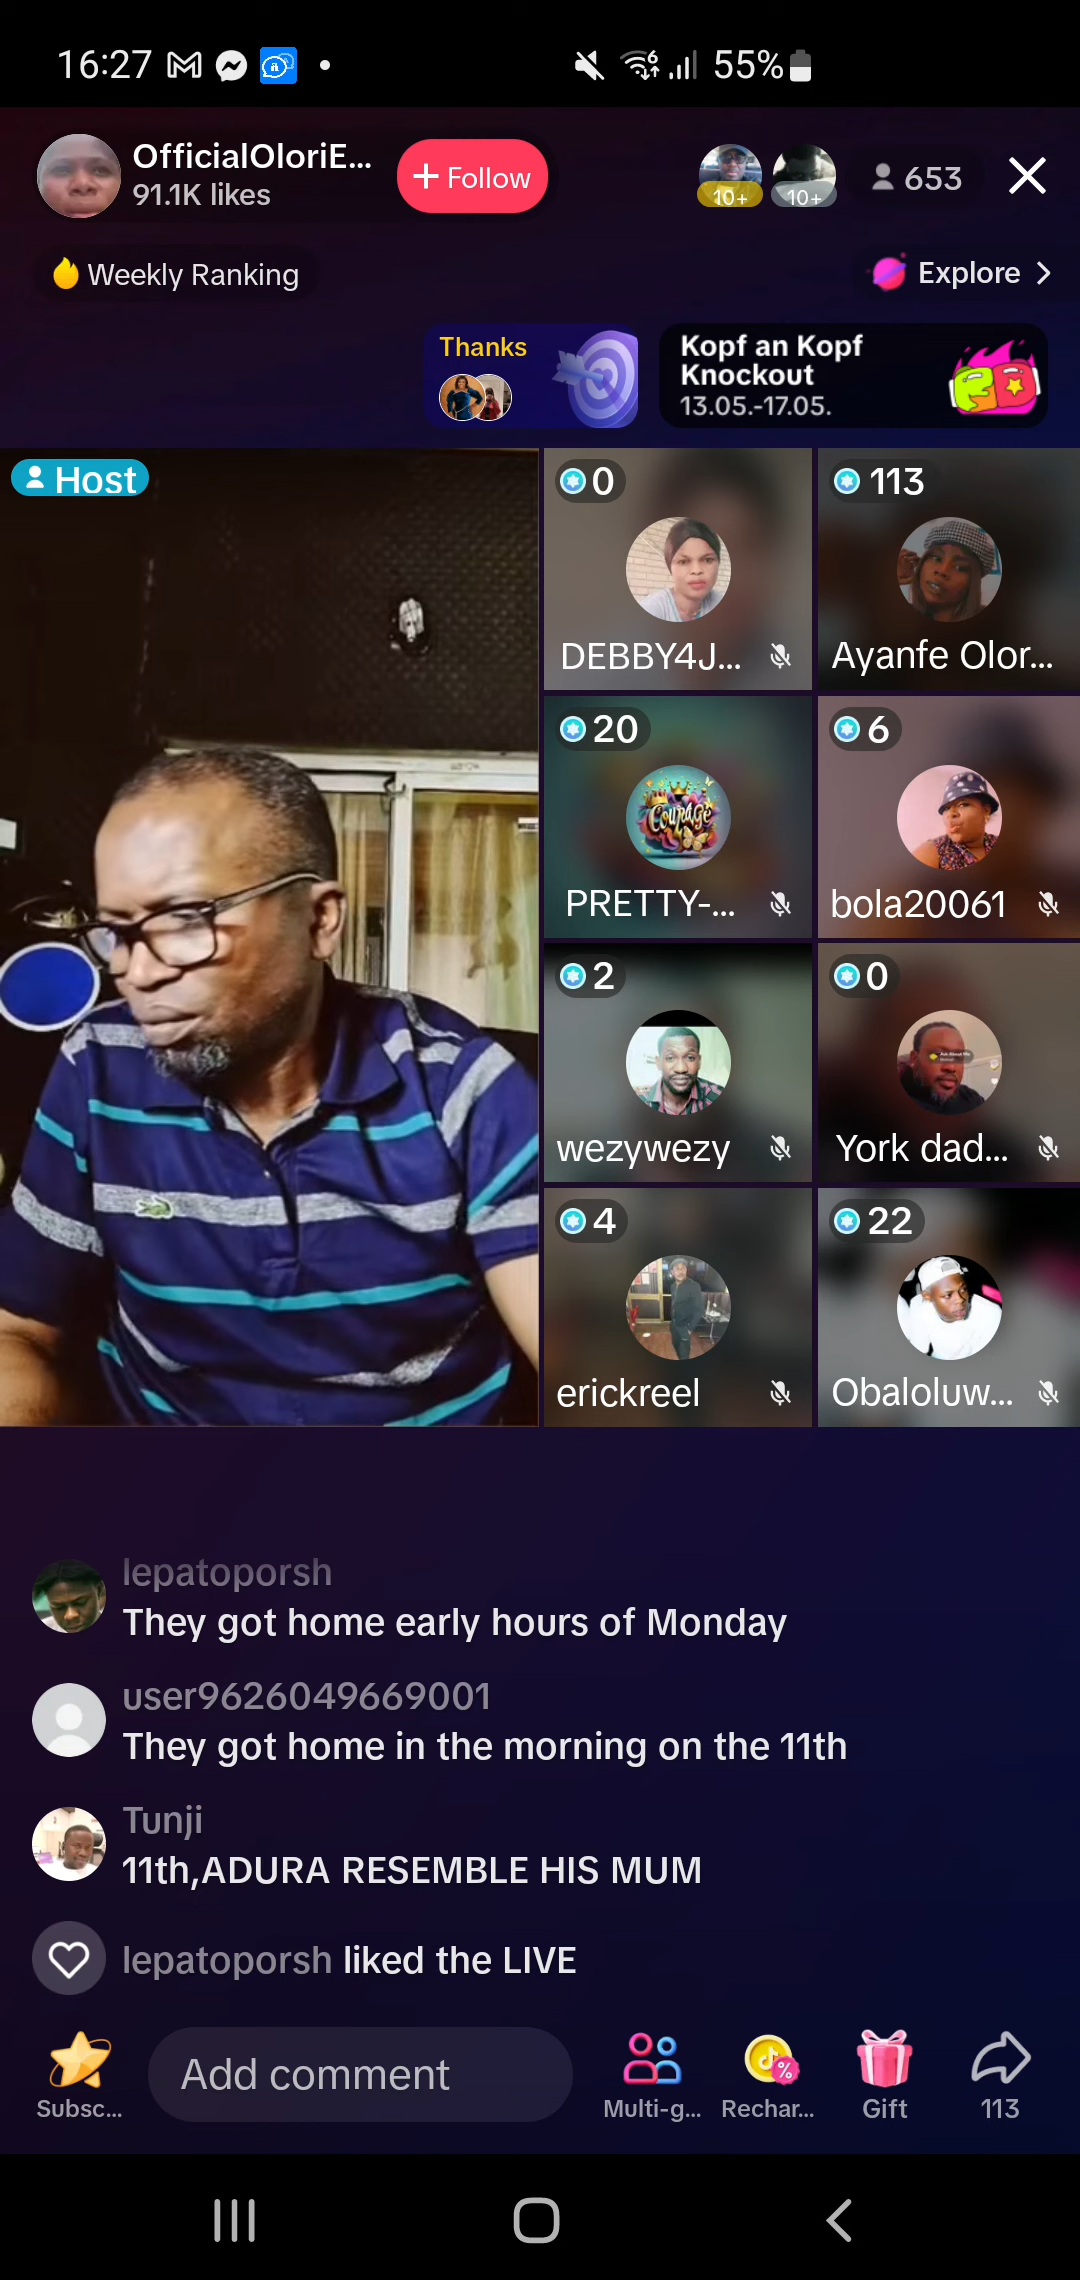 16:27
55%
OfficialOloriE...
91.1K likes
+ Follow
10+
10+
653
Weekly Ranking
Explore
Thanks
Kopf an Kopf
Knockout
13.05.-17.05.
Host
0
DEBBY4J...
113
Ayanfe Olor...
20
Courage
PRETTY-...
6
bola20061
2
wezywezy
0
York dad...
4
erickreel
22
Obaloluw...
lepatoporsh
They got home early hours of Monday
user9626049669001
They got home in the morning on the 11th
Tunji
11th,ADURA RESEMBLE HIS MUM
lepatoporsh liked the LIVE
Subsc...
Add comment
Multi-g...
Rechar...
Gift
113